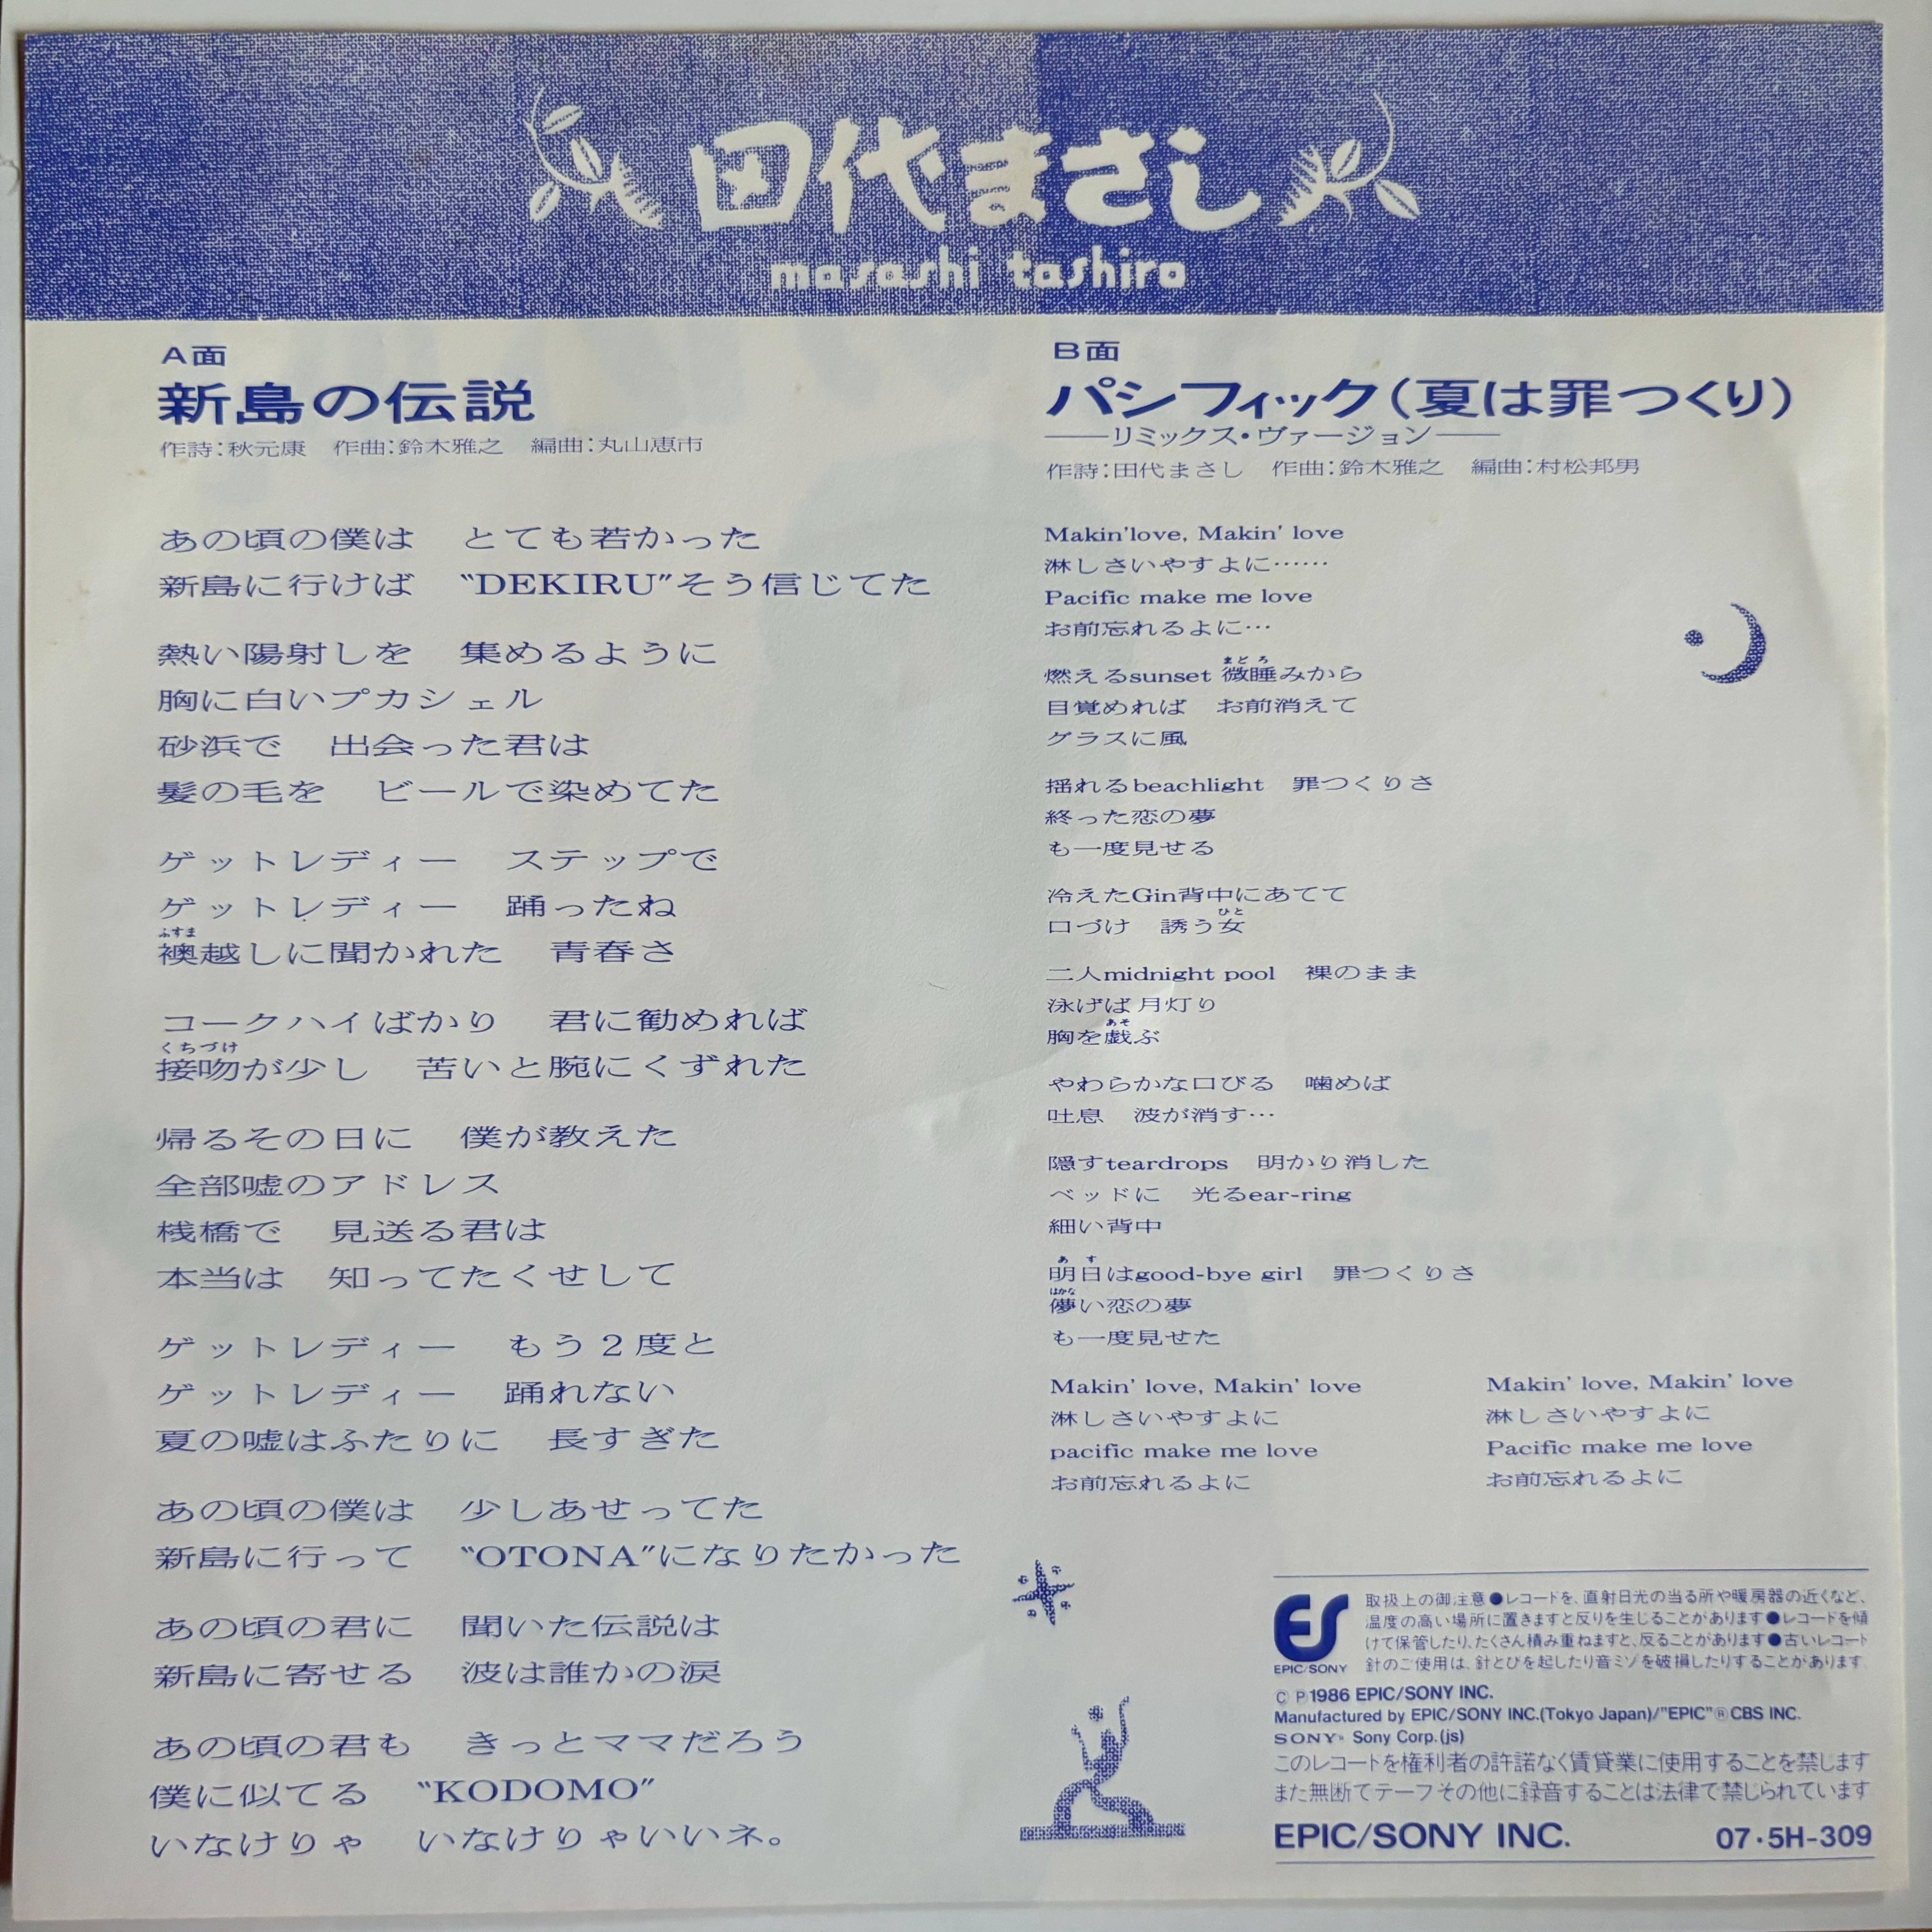 田代まさし
masashi tashiro
A面
新島の伝説
作詩：秋元康　作曲：鈴木雅之　編曲：丸山恵市
あの頃の僕は　とても若かった
新島に行けば　“DEKIRU”そう信じてた
熱い陽射しを　集めるように
胸に白いプカシェル
砂浜で　出会った君は
髪の毛を　ビールで染めてた
ゲットレディー　ステップで
ゲットレディー　踊ったね
ふすま
襖越しに聞かれた　青春さ
コークハイばかり　君に勧めれば
くちづけ
接吻が少し　苦いと腕にくずれた
帰るその日に　僕が教えた
全部嘘のアドレス
桟橋で　見送る君は
本当は　知ってたくせして
ゲットレディー　もう2度と
ゲットレディー　踊れない
夏の嘘はふたりに　長すぎた
あの頃の僕は　少しあせってた
新島に行って　“OTONA”になりたかった
あの頃の君に　聞いた伝説は
新島に寄せる　波は誰かの涙
あの頃の君も　きっとママだろう
僕に似てる　“KODOMO”
いなけりゃ　いなけりゃいいネ。
B面
パシフィック（夏は罪つくり）
——リミックス・ヴァージョン——
作詩：田代まさし　作曲：鈴木雅之　編曲：村松邦男
Makin'love, Makin' love
淋しさいやすよに……
Pacific make me love
お前忘れるよに…
まどろ
燃えるsunset 微睡みから
目覚めれば　お前消えて
グラスに風
揺れるbeachlight　罪つくりさ
終った恋の夢
も一度見せる
冷えたGin背中にあてて
ひと
口づけ　誘う女
二人midnight pool　裸のまま
泳げば月灯り
あそ
胸を戯ぶ
やわらかな口びる　噛めば
吐息　波が消す…
隠すteardrops　明かり消した
ベッドに　光るear-ring
細い背中
あす
明日はgood-bye girl　罪つくりさ
はかな
儚い恋の夢
も一度見せた
Makin' love, Makin' love
淋しさいやすよに
pacific make me love
お前忘れるよに
Makin' love, Makin' love
淋しさいやすよに
Pacific make me love
お前忘れるよに
ES
EPIC/SONY
取扱上の御注意●レコードを、直射日光の当る所や暖房器の近くなど、
温度の高い場所に置きますと反りを生じることがあります●レコードを傾
けて保管したり、たくさん積み重ねますと、反ることがあります●古いレコード
針のご使用は、針とびを起したり音ミゾを破損したりすることがあります
Ⓒ Ⓟ 1986 EPIC/SONY INC.
Manufactured by EPIC/SONY INC.(Tokyo Japan)/"EPIC"® CBS INC.
SONY® Sony Corp.(js)
このレコードを権利者の許諾なく賃貸業に使用することを禁じます
また無断でテープその他に録音することは法律で禁じられています
EPIC/SONY INC.　07・5H-309